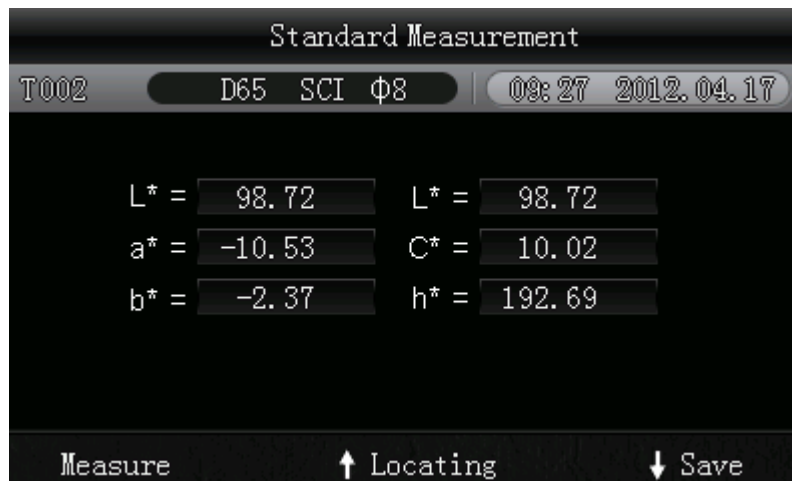 Standard Measurement
T002 D65 SCI Φ8 09:27 2012.04.17
L* = 98.72 L* = 98.72
a* = -10.53 C* = 10.02
b* = -2.37 h* = 192.69
Measure ↑ Locating ↓ Save